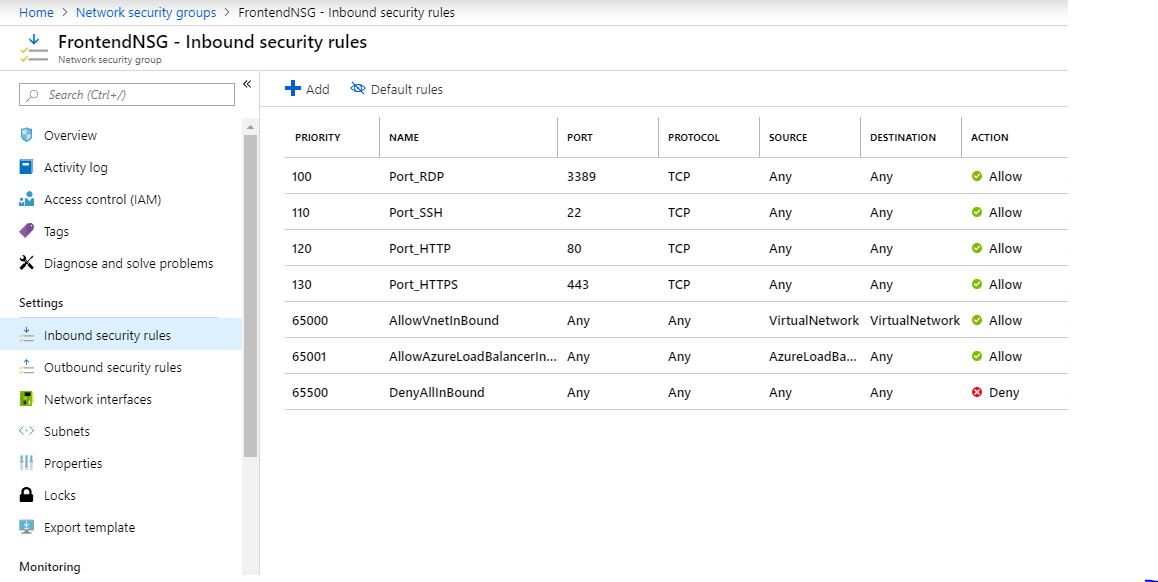 Home > Network security groups > FrontendNSG - Inbound security rules
FrontendNSG - Inbound security rules
Network security group
Search (Ctrl+/)
«
Overview
Activity log
Access control (IAM)
Tags
Diagnose and solve problems
Settings
Inbound security rules
Outbound security rules
Network interfaces
Subnets
Properties
Locks
Export template
Monitoring
Add Default rules
PRIORITY NAME PORT PROTOCOL SOURCE DESTINATION ACTION
100 Port_RDP 3389 TCP Any Any Allow
110 Port_SSH 22 TCP Any Any Allow
120 Port_HTTP 80 TCP Any Any Allow
130 Port_HTTPS 443 TCP Any Any Allow
65000 AllowVnetInBound Any Any VirtualNetwork VirtualNetwork Allow
65001 AllowAzureLoadBalancerIn... Any Any AzureLoadBa... Any Allow
65500 DenyAllInBound Any Any Any Any Deny